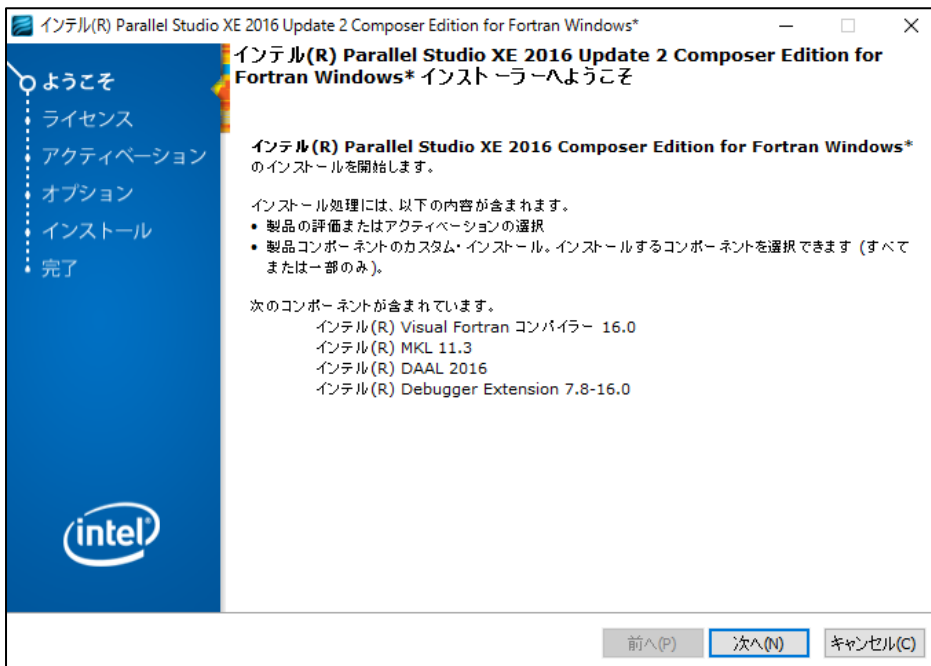 インテル(R) Parallel Studio XE 2016 Update 2 Composer Edition for Fortran Windows*
ようこそ
ライセンス
アクティベーション
オプション
インストール
完了
インテル(R) Parallel Studio XE 2016 Update 2 Composer Edition for
Fortran Windows* インストーラーへようこそ
インテル(R) Parallel Studio XE 2016 Composer Edition for Fortran Windows*
のインストールを開始します。
インストール処理には、以下の内容が含まれます。
• 製品の評価またはアクティベーションの選択
• 製品コンポーネントのカスタム・インストール。インストールするコンポーネントを選択できます (すべて
または一部のみ)。
次のコンポーネントが含まれています。
インテル(R) Visual Fortran コンパイラー 16.0
インテル(R) MKL 11.3
インテル(R) DAAL 2016
インテル(R) Debugger Extension 7.8-16.0
intel
前へ(P)
次へ(N)
キャンセル(C)